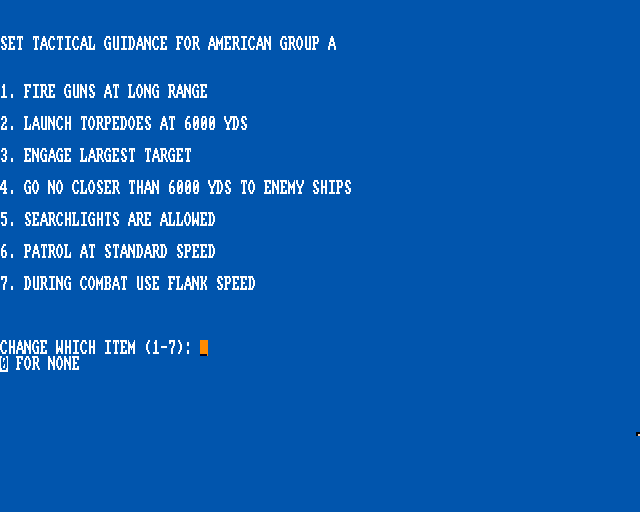 SET TACTICAL GUIDANCE FOR AMERICAN GROUP A
1. FIRE GUNS AT LONG RANGE
2. LAUNCH TORPEDOES AT 6000 YDS
3. ENGAGE LARGEST TARGET
4. GO NO CLOSER THAN 6000 YDS TO ENEMY SHIPS
5. SEARCHLIGHTS ARE ALLOWED
6. PATROL AT STANDARD SPEED
7. DURING COMBAT USE FLANK SPEED
CHANGE WHICH ITEM (1-7):
0 FOR NONE